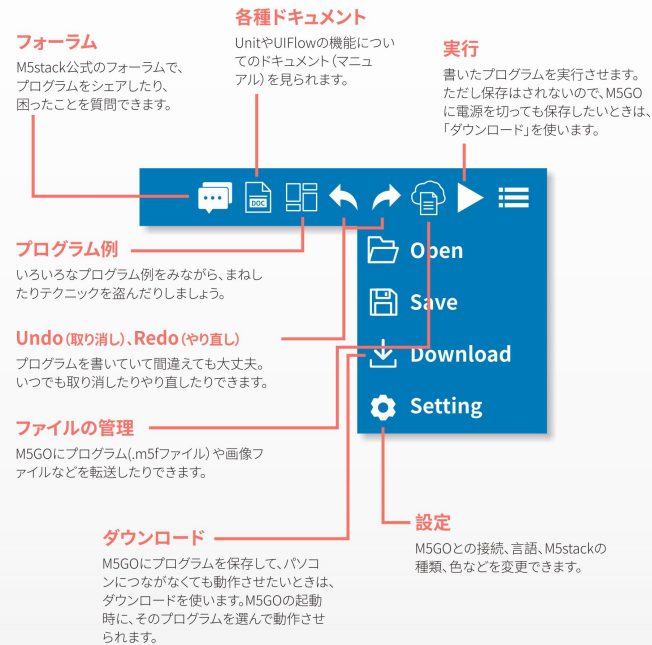 各種ドキュメント
UnitやUIFlowの機能につい
てのドキュメント（マニュ
アル）を見られます。
フォーラム
M5stack公式のフォーラムで、
プログラムをシェアしたり、
困ったことを質問できます。
実行
書いたプログラムを実行させます。
ただし保存はされないので、M5GO
に電源を切っても保存したいときは、
「ダウンロード」を使います。
DOC
Open
Save
Download
Setting
プログラム例
いろいろなプログラム例をみながら、まねし
たりテクニックを盗んだりしましょう。
Undo（取り消し）、Redo（やり直し）
プログラムを書いていて間違えても大丈夫。
いつでも取り消したりやり直したりできます。
ファイルの管理
M5GOにプログラム(.m5fファイル）や画像フ
ァイルなどを転送したりできます。
ダウンロード
M5GOにプログラムを保存して、パソコ
ンにつながなくても動作させたいときは、
ダウンロードを使います。M5GOの起動
時に、そのプログラムを選んで動作させ
られます。
設定
M5GOとの接続、言語、M5stackの
種類、色などを変更できます。